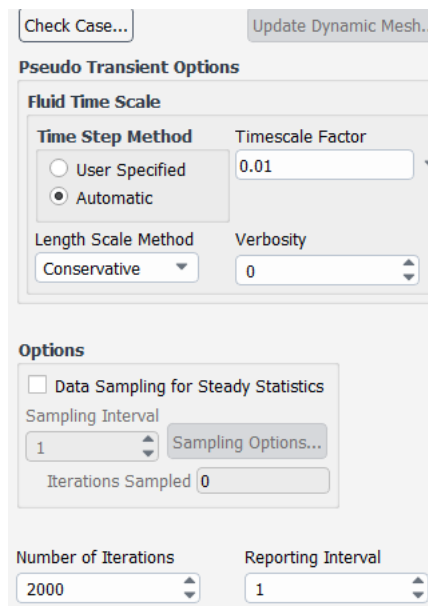 Check Case... Update Dynamic Mesh..
Pseudo Transient Options
Fluid Time Scale
Time Step Method Timescale Factor
User Specified 0.01
Automatic
Length Scale Method Verbosity
Conservative 0
Options
Data Sampling for Steady Statistics
Sampling Interval
1 Sampling Options...
Iterations Sampled 0
Number of Iterations Reporting Interval
2000 1